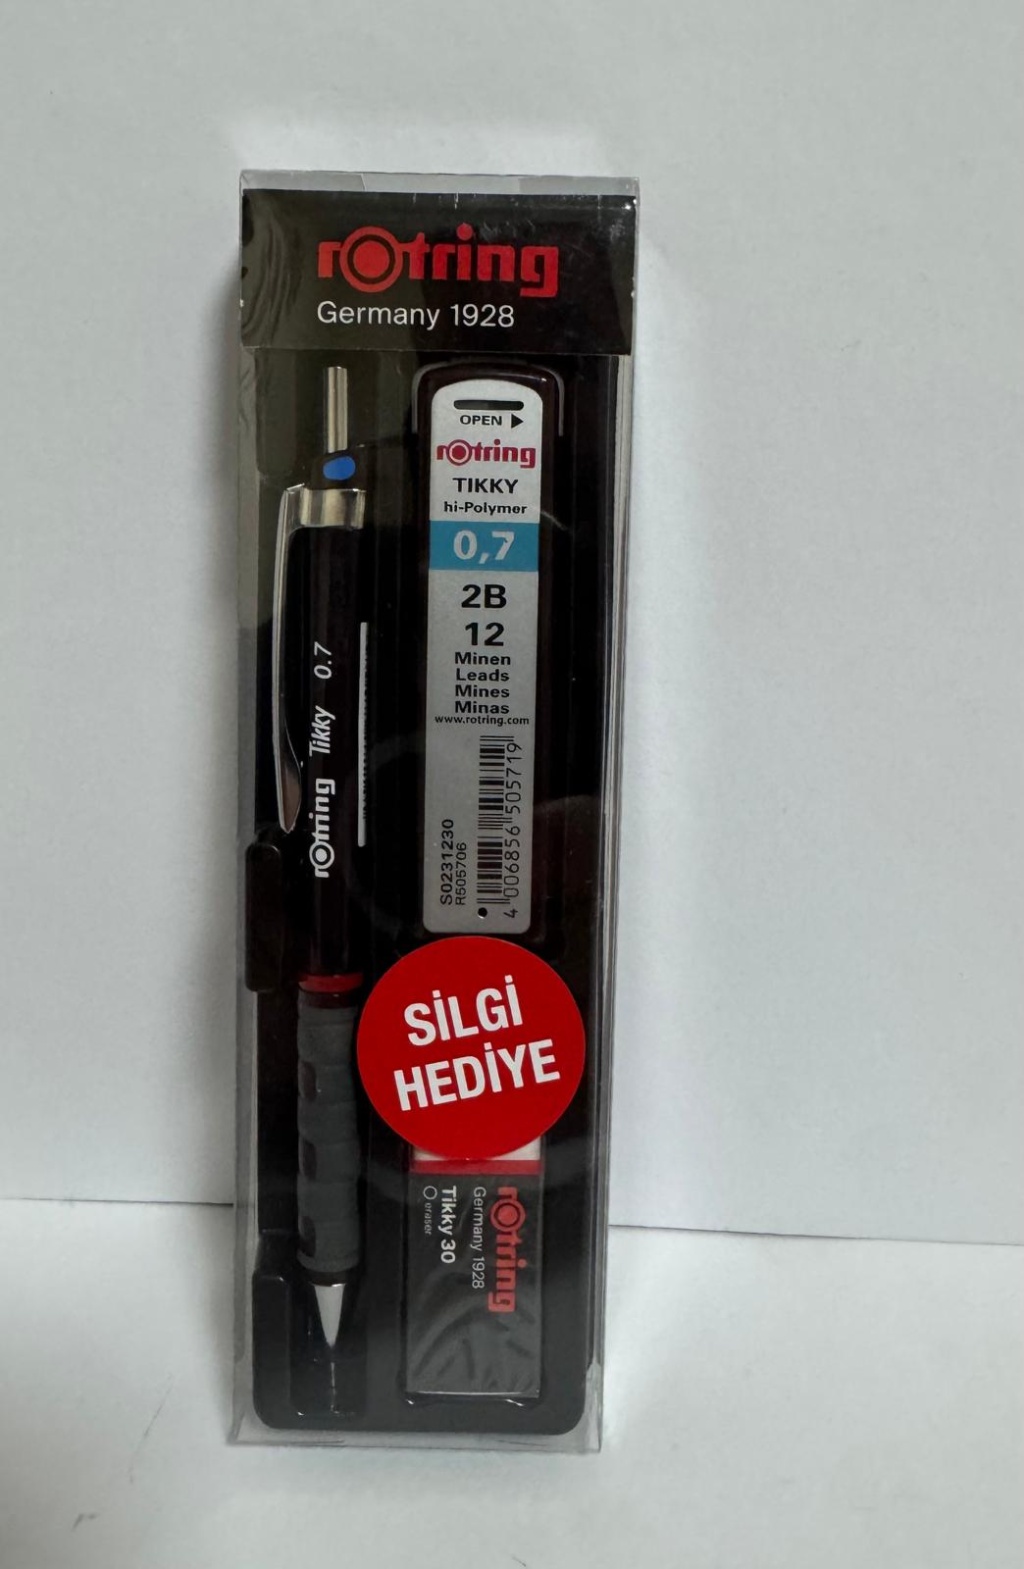 rotring
Germany 1928
OPEN
rotring
TIKKY
hi-Polymer
0,7
2B
12
Minen
Leads
Mines
Minas
www.rotring.com
S0231230
R505706
4 006856 505719
rotring Tikky 0.7
SİLGİ
HEDİYE
rotring
Germany 1928
Tikky 30
eraser